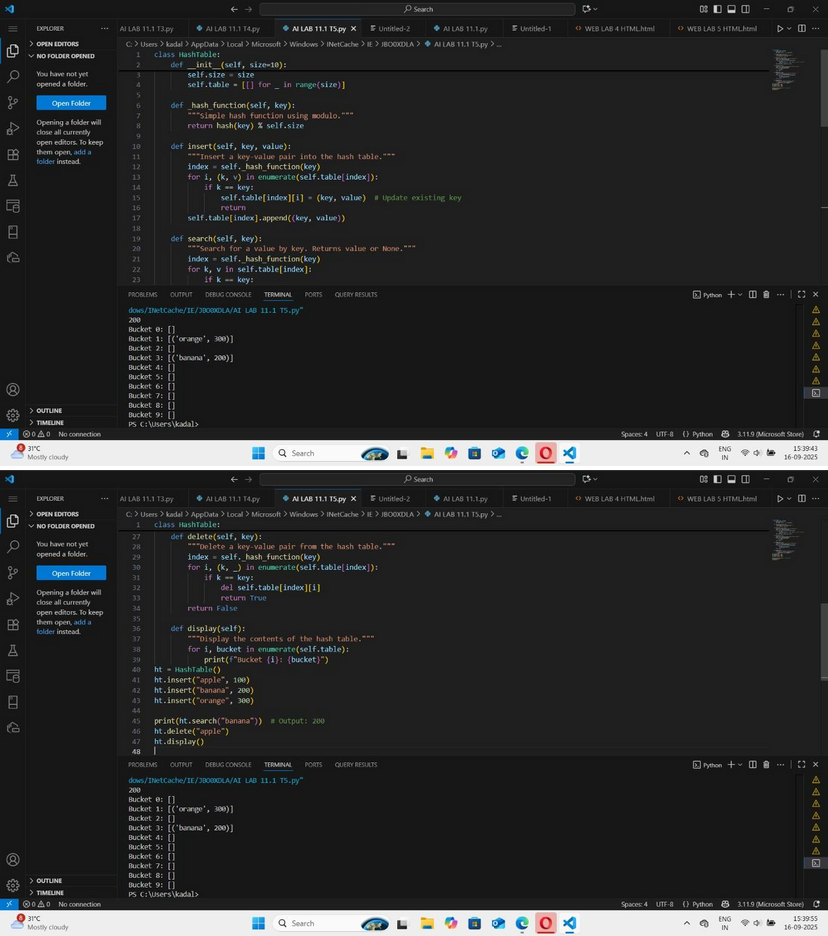 Search
EXPLORER ...
AI LAB 11.1 T3.py
AI LAB 11.1 T4.py
AI LAB 11.1 T5.py
Untitled-2
AI LAB 11.1.py
Untitled-1
WEB LAB 4 HTML.html
WEB LAB 5 HTML.html
OPEN EDITORS
NO FOLDER OPENED
You have not yet
opened a folder.
Open Folder
Opening a folder will
close all currently
open editors. To keep
them open, add a
folder instead.
OUTLINE
TIMELINE
C: > Users > kadal > AppData > Local > Microsoft > Windows > INetCache > IE > JBO0XDLA > AI LAB 11.1 T5.py > ...
1 class HashTable:
2 def __init__(self, size=10):
3 self.size = size
4 self.table = [[] for _ in range(size)]
5
6 def _hash_function(self, key):
7 """Simple hash function using modulo."""
8 return hash(key) % self.size
9
10 def insert(self, key, value):
11 """Insert a key-value pair into the hash table."""
12 index = self._hash_function(key)
13 for i, (k, v) in enumerate(self.table[index]):
14 if k == key:
15 self.table[index][i] = (key, value) # Update existing key
16 return
17 self.table[index].append((key, value))
18
19 def search(self, key):
20 """Search for a value by key. Returns value or None."""
21 index = self._hash_function(key)
22 for k, v in self.table[index]:
23 if k == key:
PROBLEMS OUTPUT DEBUG CONSOLE TERMINAL PORTS QUERY RESULTS
Python
dows/INetCache/IE/JBO0XDLA/AI LAB 11.1 T5.py"
200
Bucket 0: []
Bucket 1: [('orange', 300)]
Bucket 2: []
Bucket 3: [('banana', 200)]
Bucket 4: []
Bucket 5: []
Bucket 6: []
Bucket 7: []
Bucket 8: []
Bucket 9: []
PS C:\Users\kadal>
0 0 No connection
Spaces: 4 UTF-8 {} Python 3.11.9 (Microsoft Store)
31°C
Mostly cloudy
Search
ENG
IN
15:39:43
16-09-2025
Search
EXPLORER ...
AI LAB 11.1 T3.py
AI LAB 11.1 T4.py
AI LAB 11.1 T5.py
Untitled-2
AI LAB 11.1.py
Untitled-1
WEB LAB 4 HTML.html
WEB LAB 5 HTML.html
OPEN EDITORS
NO FOLDER OPENED
You have not yet
opened a folder.
Open Folder
Opening a folder will
close all currently
open editors. To keep
them open, add a
folder instead.
OUTLINE
TIMELINE
C: > Users > kadal > AppData > Local > Microsoft > Windows > INetCache > IE > JBO0XDLA > AI LAB 11.1 T5.py > ...
1 class HashTable:
27 def delete(self, key):
28 """Delete a key-value pair from the hash table."""
29 index = self._hash_function(key)
30 for i, (k, _) in enumerate(self.table[index]):
31 if k == key:
32 del self.table[index][i]
33 return True
34 return False
35
36 def display(self):
37 """Display the contents of the hash table."""
38 for i, bucket in enumerate(self.table):
39 print(f"Bucket {i}: {bucket}")
40 ht = HashTable()
41 ht.insert("apple", 100)
42 ht.insert("banana", 200)
43 ht.insert("orange", 300)
44
45 print(ht.search("banana")) # Output: 200
46 ht.delete("apple")
47 ht.display()
48
PROBLEMS OUTPUT DEBUG CONSOLE TERMINAL PORTS QUERY RESULTS
Python
dows/INetCache/IE/JBO0XDLA/AI LAB 11.1 T5.py"
200
Bucket 0: []
Bucket 1: [('orange', 300)]
Bucket 2: []
Bucket 3: [('banana', 200)]
Bucket 4: []
Bucket 5: []
Bucket 6: []
Bucket 7: []
Bucket 8: []
Bucket 9: []
PS C:\Users\kadal>
0 0 No connection
Spaces: 4 UTF-8 {} Python 3.11.9 (Microsoft Store)
31°C
Mostly cloudy
Search
ENG
IN
15:39:55
16-09-2025